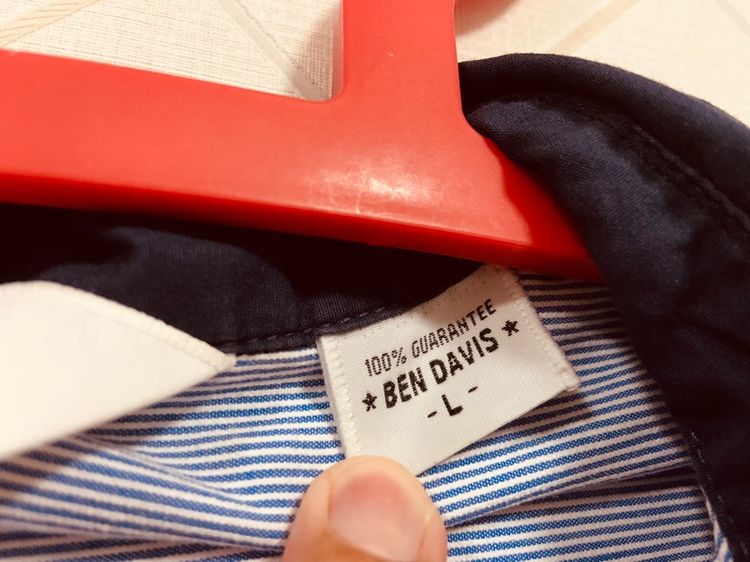 100% GUARANTEE
★ BEN DAVIS ★
- L -